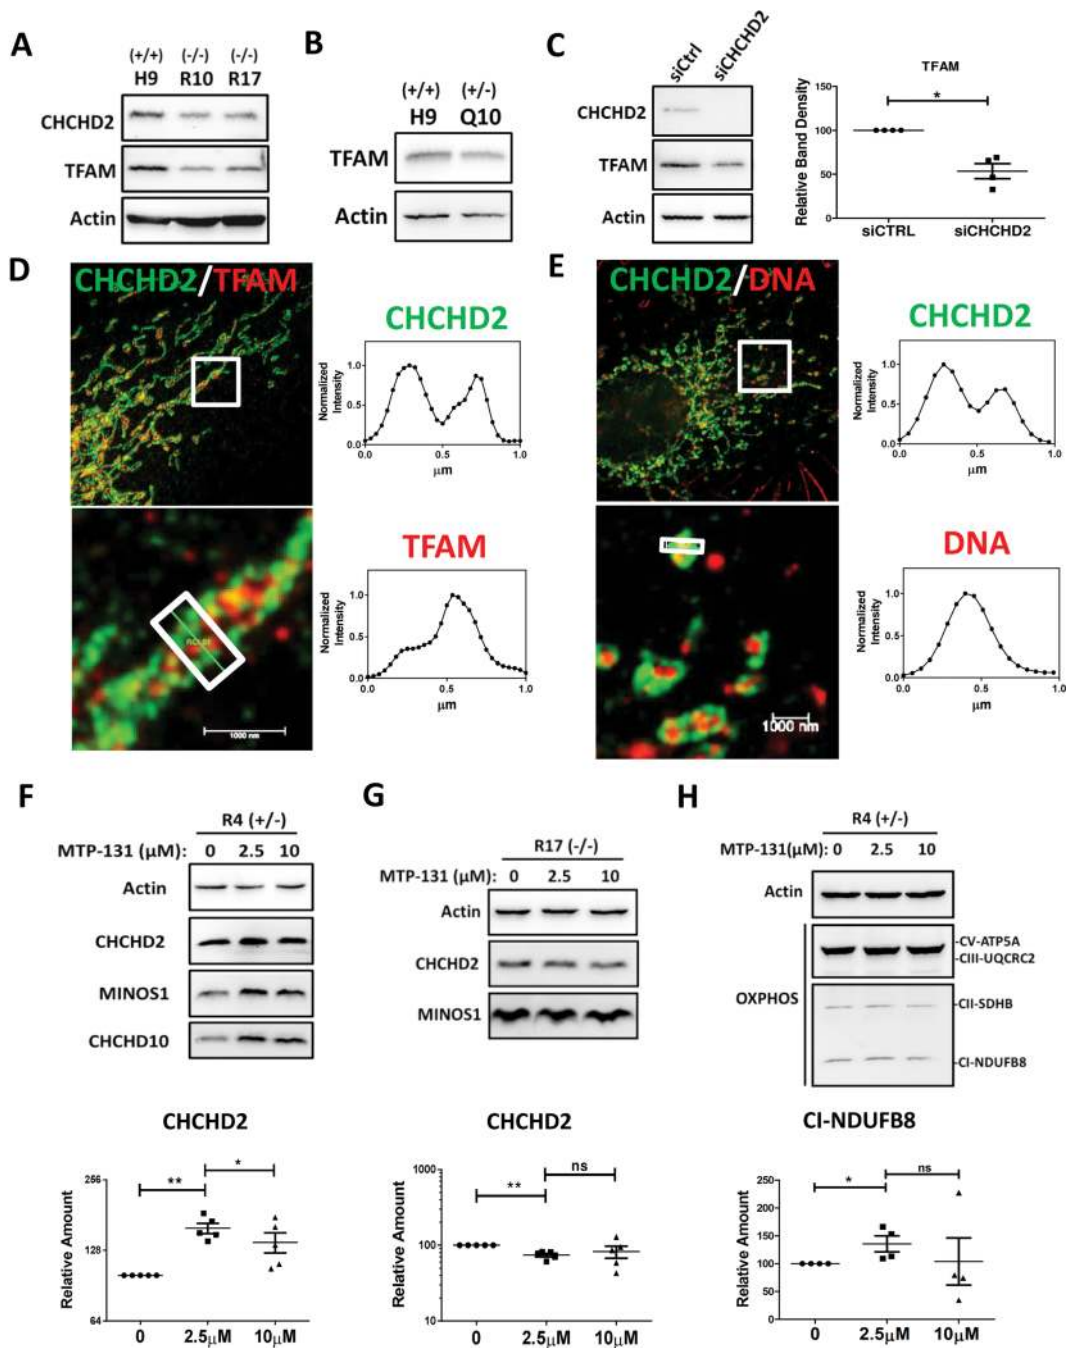 A
(+/+) (-/-) (-/-)
H9 R10 R17
CHCHD2
TFAM
Actin
B
(+/+) (+/-)
H9 Q10
TFAM
Actin
C
siCtrl siCHCHD2
CHCHD2
TFAM
Actin
TFAM
Relative Band Density
150
100
50
0
*
siCTRL siCHCHD2
D
CHCHD2/TFAM
1000 nm
CHCHD2
Normalized Intensity
1.0
0.5
0.0
0.0 0.5 1.0
μm
TFAM
Normalized Intensity
1.0
0.5
0.0
0.0 0.5 1.0
μm
E
CHCHD2/DNA
1000 nm
CHCHD2
Normalized Intensity
1.0
0.5
0.0
0.0 0.5 1.0
μm
DNA
Normalized Intensity
1.0
0.5
0.0
0.0 0.5 1.0
μm
F
R4 (+/-)
MTP-131 (μM): 0 2.5 10
Actin
CHCHD2
MINOS1
CHCHD10
CHCHD2
Relative Amount
256
128
64
** *
0 2.5μM 10μM
G
R17 (-/-)
MTP-131 (μM): 0 2.5 10
Actin
CHCHD2
MINOS1
CHCHD2
Relative Amount
1000
100
10
** ns
0 2.5μM 10μM
H
R4 (+/-)
MTP-131(μM): 0 2.5 10
Actin
OXPHOS
-CV-ATP5A
-CIII-UQCRC2
-CII-SDHB
-CI-NDUFB8
CI-NDUFB8
Relative Amount
250
200
150
100
50
0
* ns
0 2.5μM 10μM